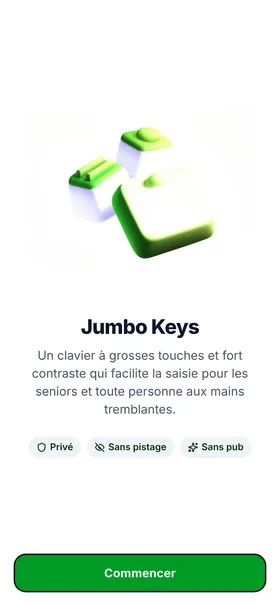 Jumbo Keys
Un clavier à grosses touches et fort
contraste qui facilite la saisie pour les
seniors et toute personne aux mains
tremblantes.
Privé
Sans pistage
Sans pub
Commencer